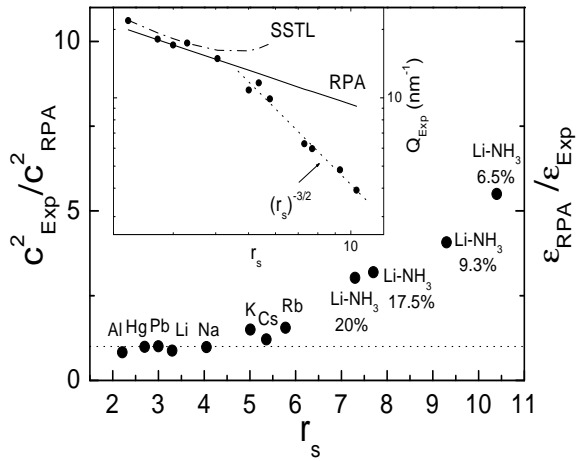 10
5
0
c²Exp/c²RPA
SSTL
RPA
(r_s)^-3/2
r_s
10
10
Q_Exp (nm^-1)
Li-NH₃
6.5%
Li-NH₃
9.3%
Li-NH₃
17.5%
Li-NH₃
20%
Al
Hg
Pb
Li
Na
K
Cs
Rb
ε_RPA / ε_Exp
2 3 4 5 6 7 8 9 10 11
r_s